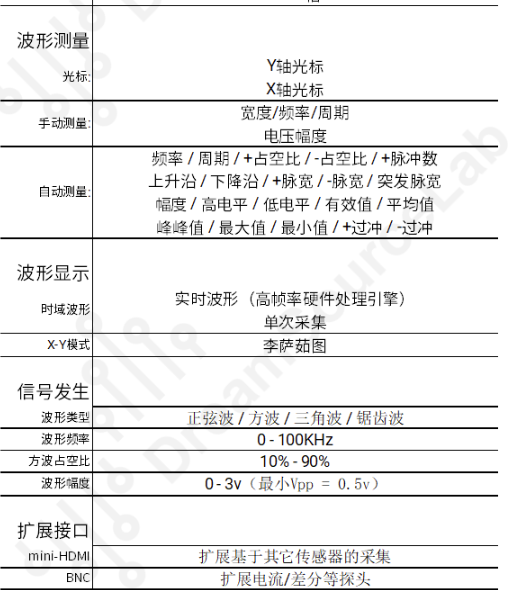 波形测量
光标:
Y轴光标
X轴光标
手动测量:
宽度/频率/周期
电压幅度
自动测量:
频率 / 周期 / +占空比 / -占空比 / +脉冲数
上升沿 / 下降沿 / +脉宽 / -脉宽 / 突发脉宽
幅度 / 高电平 / 低电平 / 有效值 / 平均值
峰峰值 / 最大值 / 最小值 / +过冲 / -过冲
波形显示
时域波形
实时波形（高帧率硬件处理引擎）
单次采集
X-Y模式
李萨茹图
信号发生
波形类型
正弦波 / 方波 / 三角波 / 锯齿波
波形频率
0 - 100KHz
方波占空比
10% - 90%
波形幅度
0 - 3v（最小Vpp = 0.5v）
扩展接口
mini-HDMI
扩展基于其它传感器的采集
BNC
扩展电流/差分等探头